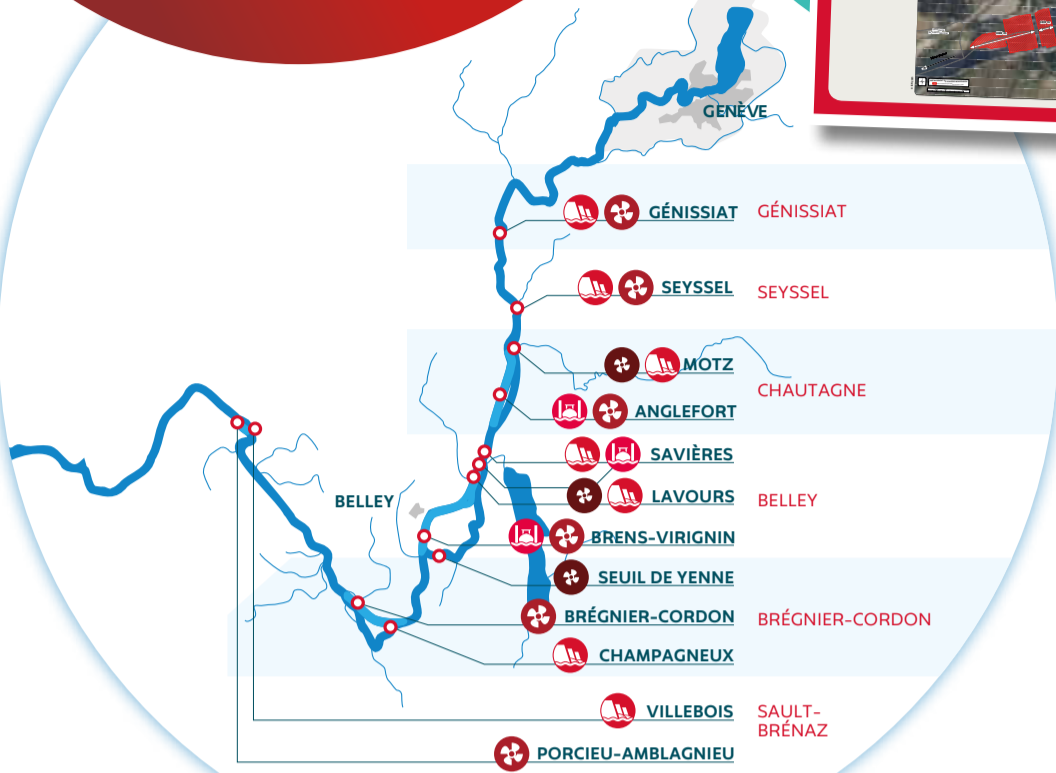 GENÈVE
GÉNISSIAT
GÉNISSIAT
SEYSSEL
SEYSSEL
MOTZ
CHAUTAGNE
ANGLEFORT
SAVIÈRES
BELLEY
LAVOURS
BELLEY
BRENS-VIRIGNIN
SEUIL DE YENNE
BRÉGNIER-CORDON
BRÉGNIER-CORDON
CHAMPAGNEUX
VILLEBOIS
SAULT-
BRÉNAZ
PORCIEU-AMBLAGNIEU